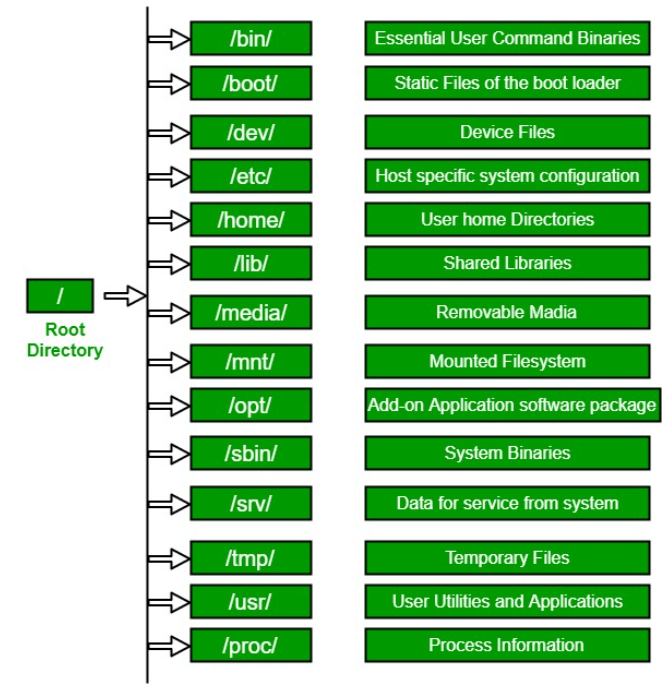 /bin/ Essential User Command Binaries
/boot/ Static Files of the boot loader
/dev/ Device Files
/etc/ Host specific system configuration
/home/ User home Directories
/lib/ Shared Libraries
/
Root
Directory
/media/ Removable Madia
/mnt/ Mounted Filesystem
/opt/ Add-on Application software package
/sbin/ System Binaries
/srv/ Data for service from system
/tmp/ Temporary Files
/usr/ User Utilities and Applications
/proc/ Process Information